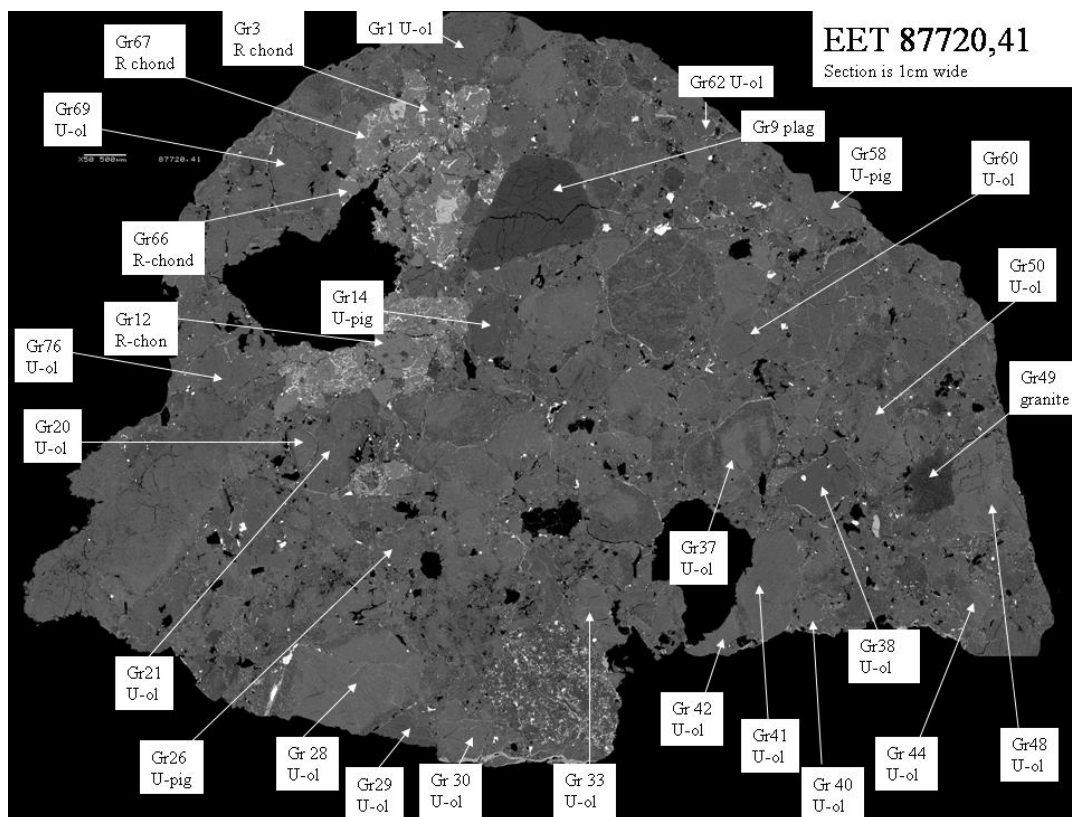 EET 87720,41
Section is 1cm wide
Gr67
R chond
Gr3
R chond
Gr1 U-ol
Gr62 U-ol
Gr69
U-ol
Gr9 plag
X50 500um 87720.41
Gr58
U-pig
Gr60
U-ol
Gr66
R-chond
Gr50
U-ol
Gr14
U-pig
Gr12
R-chon
Gr76
U-ol
Gr49
granite
Gr20
U-ol
Gr37
U-ol
Gr21
U-ol
Gr38
U-ol
Gr 42
U-ol
Gr41
U-ol
Gr 44
U-ol
Gr48
U-ol
Gr26
U-pig
Gr 28
U-ol
Gr29
U-ol
Gr 30
U-ol
Gr 33
U-ol
Gr 40
U-ol